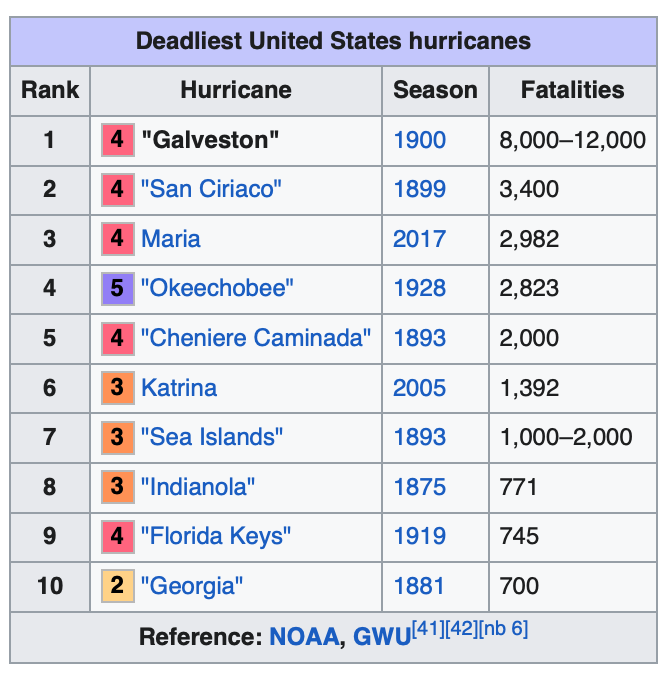 Deadliest United States hurricanes
Rank Hurricane Season Fatalities
1 4 "Galveston" 1900 8,000–12,000
2 4 "San Ciriaco" 1899 3,400
3 4 Maria 2017 2,982
4 5 "Okeechobee" 1928 2,823
5 4 "Cheniere Caminada" 1893 2,000
6 3 Katrina 2005 1,392
7 3 "Sea Islands" 1893 1,000–2,000
8 3 "Indianola" 1875 771
9 4 "Florida Keys" 1919 745
10 2 "Georgia" 1881 700
Reference: NOAA, GWU[41][42][nb 6]